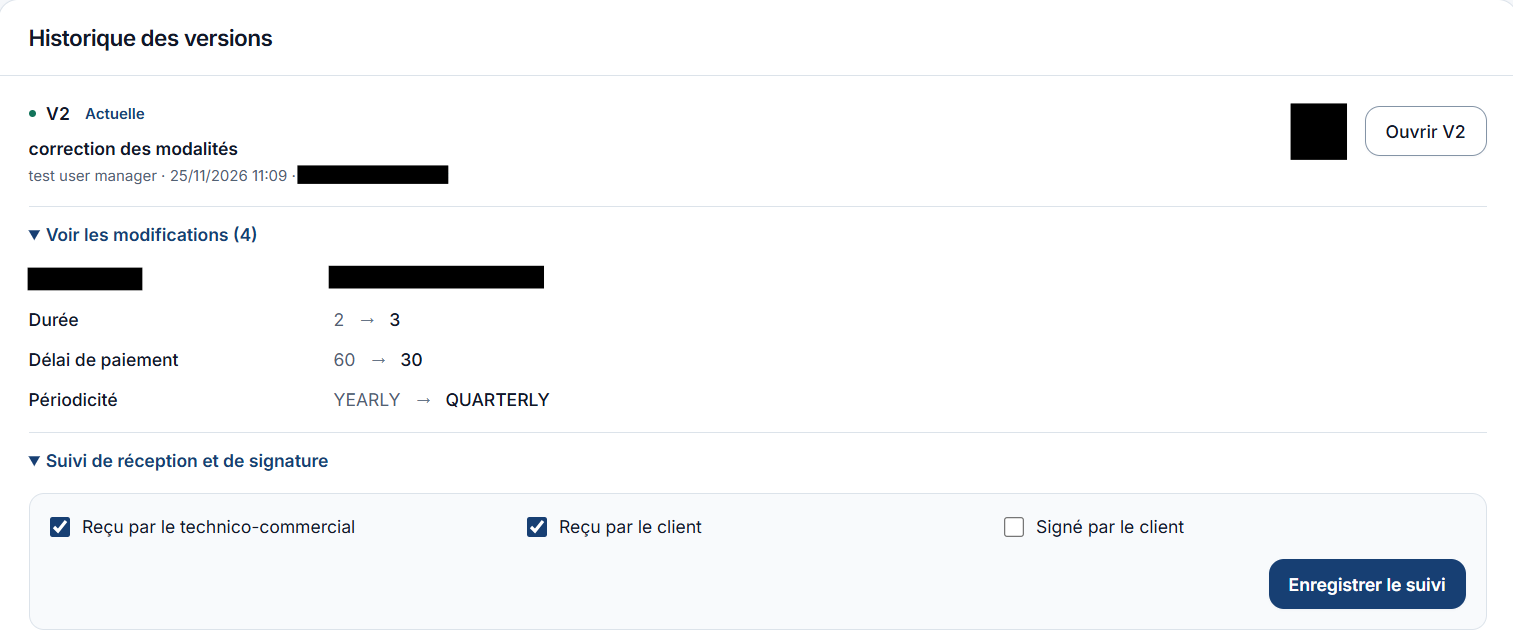 Historique des versions
V2 Actuelle
Ouvrir V2
correction des modalités
test user manager · 25/11/2026 11:09 ·
Voir les modifications (4)
Durée 2 → 3
Délai de paiement 60 → 30
Périodicité YEARLY → QUARTERLY
Suivi de réception et de signature
Reçu par le technico-commercial Reçu par le client Signé par le client
Enregistrer le suivi